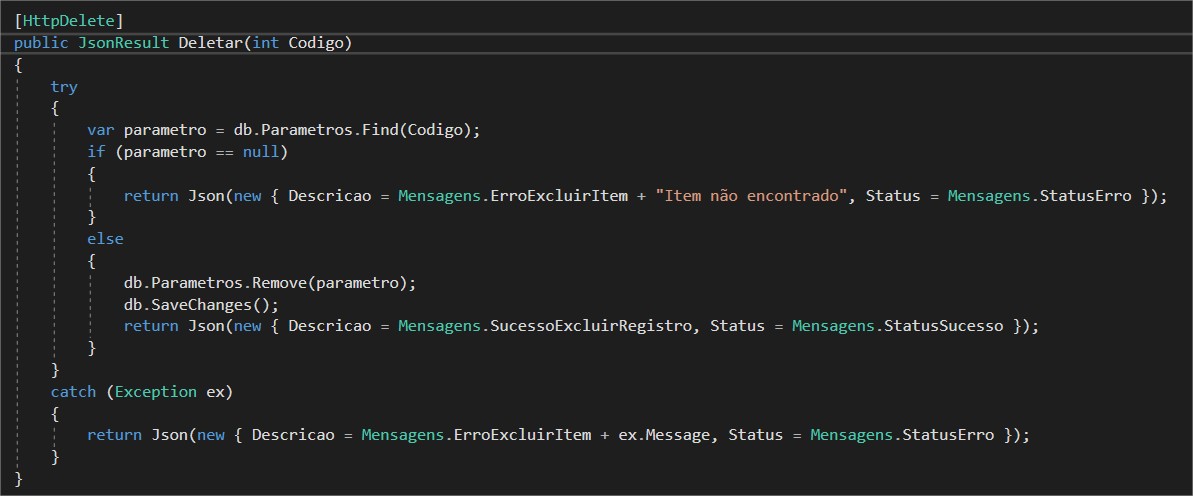 [HttpDelete]
public JsonResult Deletar(int Codigo)
{
try
{
var parametro = db.Parametros.Find(Codigo);
if (parametro == null)
{
return Json(new { Descricao = Mensagens.ErroExcluirItem + "Item não encontrado", Status = Mensagens.StatusErro });
}
else
{
db.Parametros.Remove(parametro);
db.SaveChanges();
return Json(new { Descricao = Mensagens.SucessoExcluirRegistro, Status = Mensagens.StatusSucesso });
}
}
catch (Exception ex)
{
return Json(new { Descricao = Mensagens.ErroExcluirItem + ex.Message, Status = Mensagens.StatusErro });
}
}